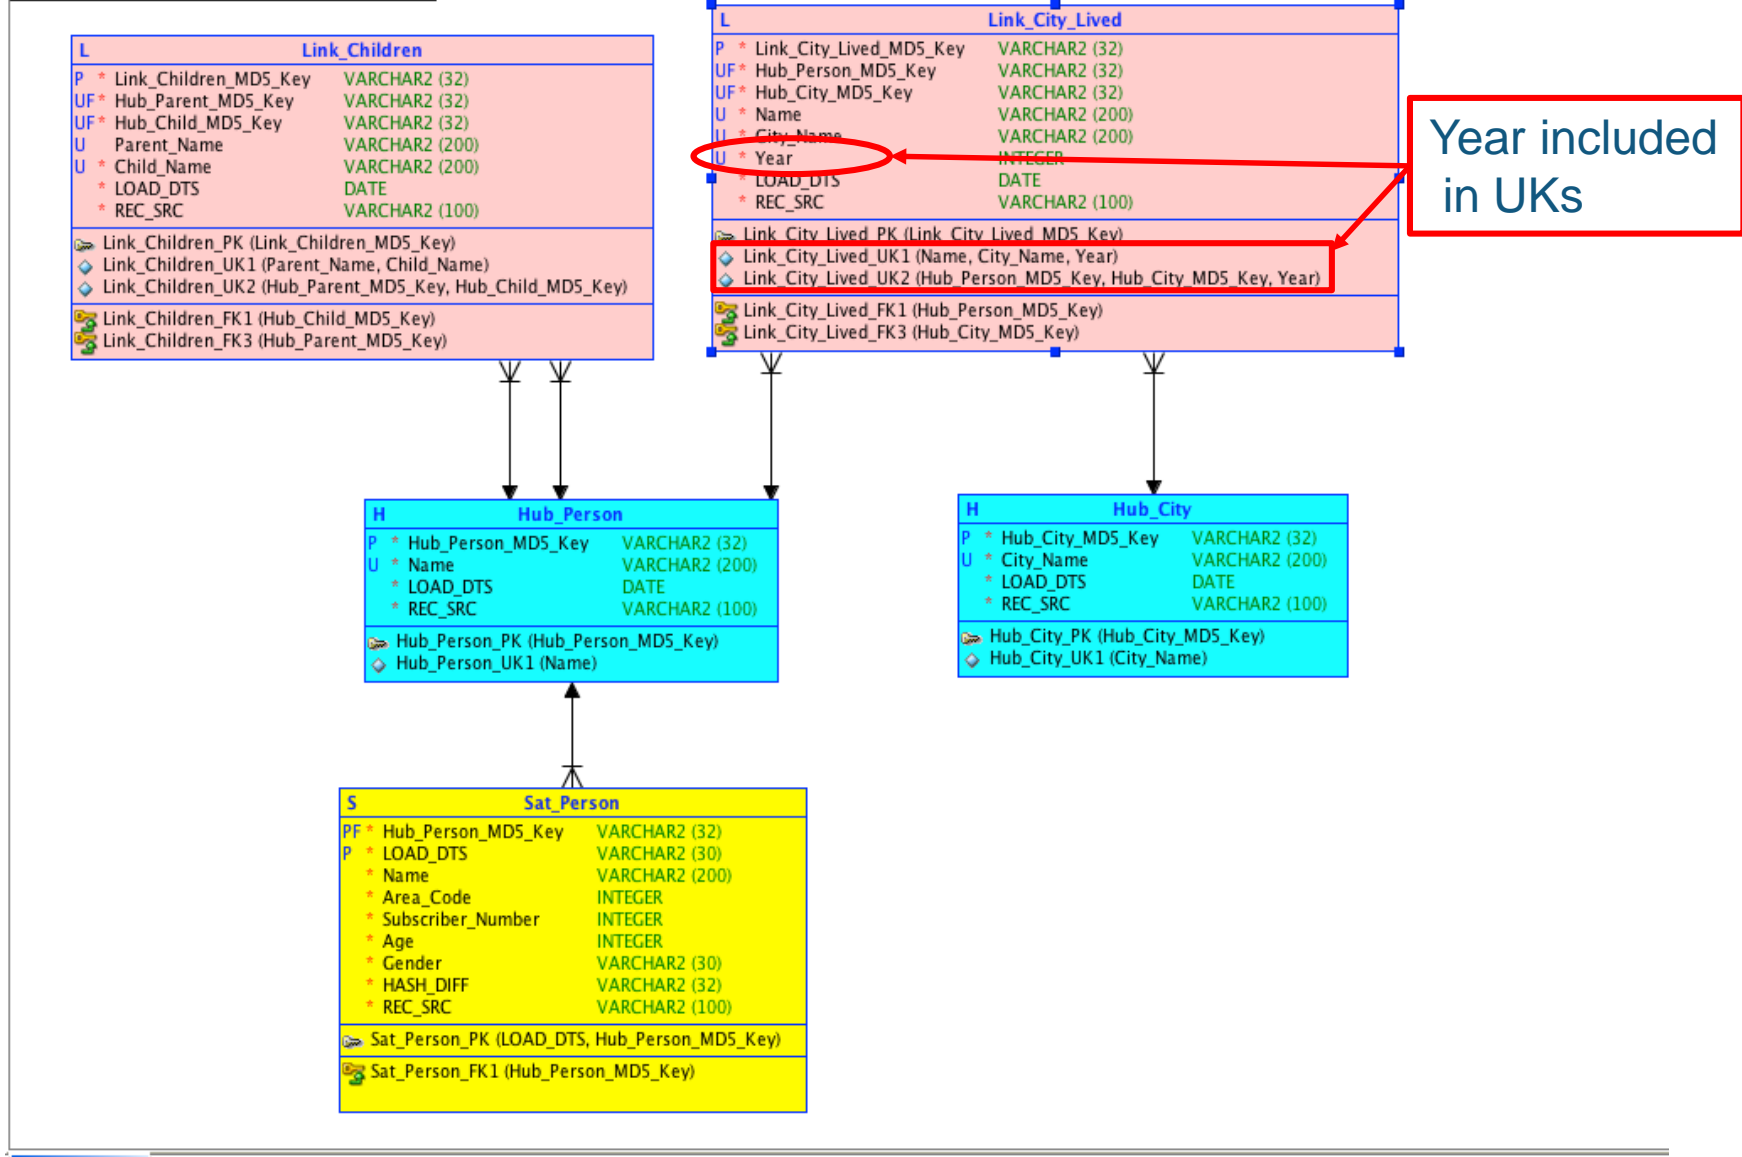 L Link_Children
P * Link_Children_MD5_Key VARCHAR2 (32)
UF * Hub_Parent_MD5_Key VARCHAR2 (32)
UF * Hub_Child_MD5_Key VARCHAR2 (32)
U Parent_Name VARCHAR2 (200)
U * Child_Name VARCHAR2 (200)
* LOAD_DTS DATE
* REC_SRC VARCHAR2 (100)
Link_Children_PK (Link_Children_MD5_Key)
Link_Children_UK1 (Parent_Name, Child_Name)
Link_Children_UK2 (Hub_Parent_MD5_Key, Hub_Child_MD5_Key)
Link_Children_FK1 (Hub_Child_MD5_Key)
Link_Children_FK3 (Hub_Parent_MD5_Key)
L Link_City_Lived
P * Link_City_Lived_MD5_Key VARCHAR2 (32)
UF * Hub_Person_MD5_Key VARCHAR2 (32)
UF * Hub_City_MD5_Key VARCHAR2 (32)
U * Name VARCHAR2 (200)
U * City_Name VARCHAR2 (200)
U * Year INTEGER
* LOAD_DTS DATE
* REC_SRC VARCHAR2 (100)
Link_City_Lived_PK (Link_City_Lived_MD5_Key)
Link_City_Lived_UK1 (Name, City_Name, Year)
Link_City_Lived_UK2 (Hub_Person_MD5_Key, Hub_City_MD5_Key, Year)
Link_City_Lived_FK1 (Hub_Person_MD5_Key)
Link_City_Lived_FK3 (Hub_City_MD5_Key)
Year included
in UKs
H Hub_Person
P * Hub_Person_MD5_Key VARCHAR2 (32)
U * Name VARCHAR2 (200)
* LOAD_DTS DATE
* REC_SRC VARCHAR2 (100)
Hub_Person_PK (Hub_Person_MD5_Key)
Hub_Person_UK1 (Name)
H Hub_City
P * Hub_City_MD5_Key VARCHAR2 (32)
U * City_Name VARCHAR2 (200)
* LOAD_DTS DATE
* REC_SRC VARCHAR2 (100)
Hub_City_PK (Hub_City_MD5_Key)
Hub_City_UK1 (City_Name)
S Sat_Person
PF * Hub_Person_MD5_Key VARCHAR2 (32)
P * LOAD_DTS VARCHAR2 (30)
* Name VARCHAR2 (200)
* Area_Code INTEGER
* Subscriber_Number INTEGER
* Age INTEGER
* Gender VARCHAR2 (30)
* HASH_DIFF VARCHAR2 (32)
* REC_SRC VARCHAR2 (100)
Sat_Person_PK (LOAD_DTS, Hub_Person_MD5_Key)
Sat_Person_FK1 (Hub_Person_MD5_Key)